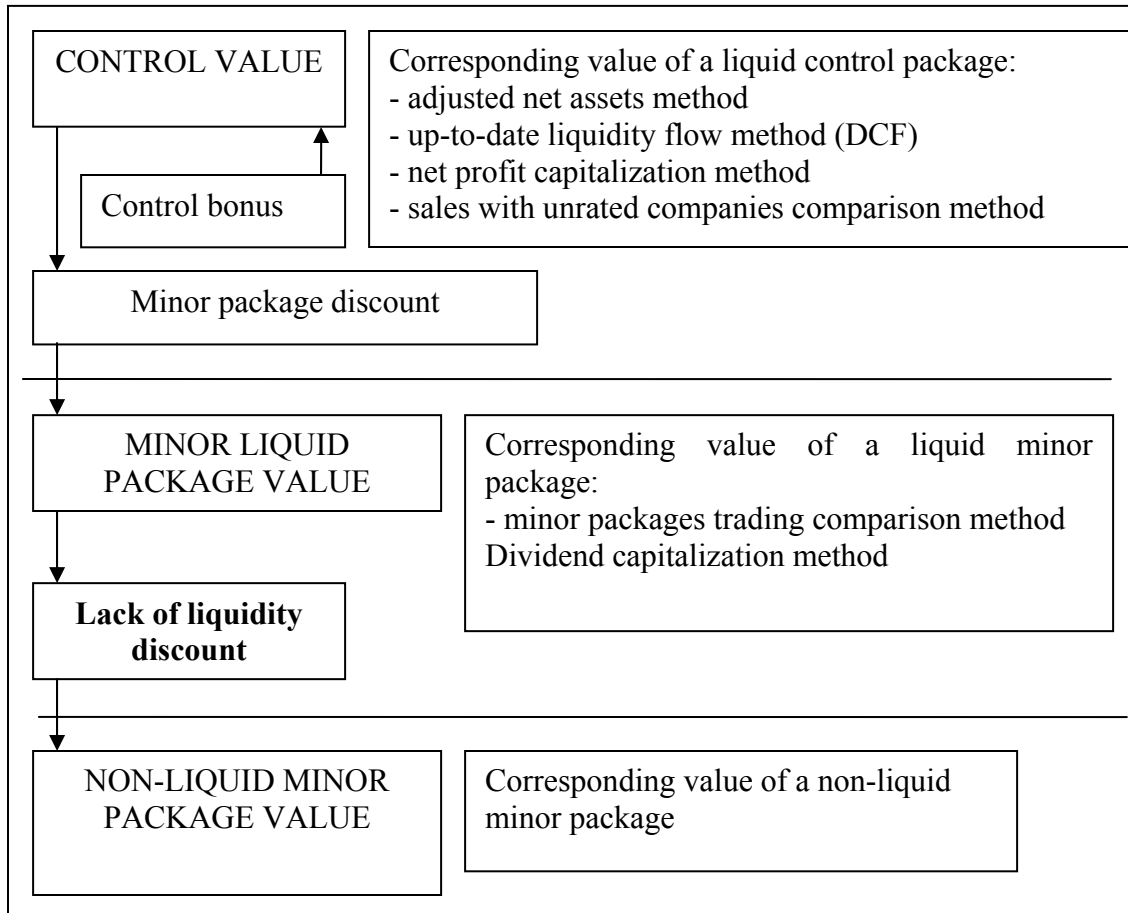 CONTROL VALUE
Corresponding value of a liquid control package:
- adjusted net assets method
- up-to-date liquidity flow method (DCF)
- net profit capitalization method
- sales with unrated companies comparison method
Control bonus
Minor package discount
MINOR LIQUID
PACKAGE VALUE
Corresponding value of a liquid minor
package:
- minor packages trading comparison method
Dividend capitalization method
Lack of liquidity
discount
NON-LIQUID MINOR
PACKAGE VALUE
Corresponding value of a non-liquid
minor package